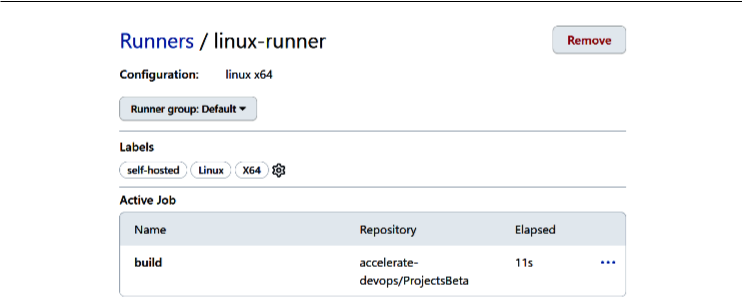 Runners / linux-runner
Remove
Configuration: linux x64
Runner group: Default
Labels
self-hosted Linux X64
Active Job
Name Repository Elapsed
build accelerate- 11s
devops/ProjectsBeta